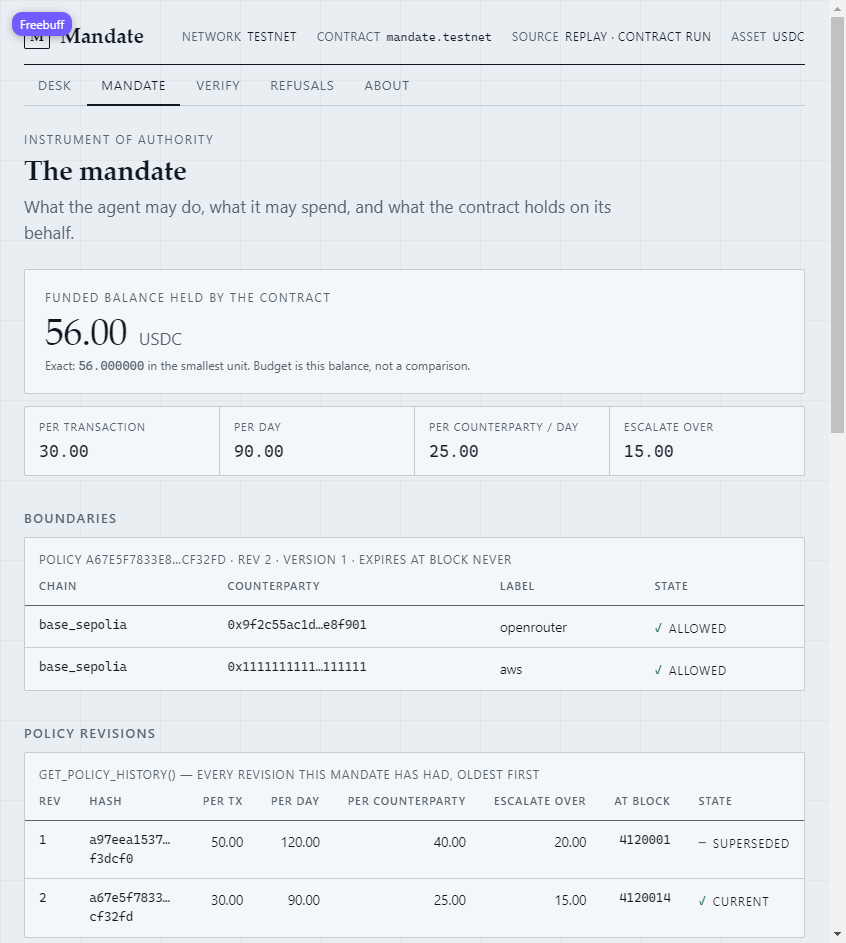 Freebuff
M Mandate
NETWORK TESTNET CONTRACT mandate.testnet SOURCE REPLAY · CONTRACT RUN ASSET USDC
DESK MANDATE VERIFY REFUSALS ABOUT
INSTRUMENT OF AUTHORITY
The mandate
What the agent may do, what it may spend, and what the contract holds on its
behalf.
FUNDED BALANCE HELD BY THE CONTRACT
56.00 USDC
Exact: 56.000000 in the smallest unit. Budget is this balance, not a comparison.
PER TRANSACTION PER DAY PER COUNTERPARTY / DAY ESCALATE OVER
30.00 90.00 25.00 15.00
BOUNDARIES
POLICY A67E5F7833E8…CF32FD · REV 2 · VERSION 1 · EXPIRES AT BLOCK NEVER
CHAIN COUNTERPARTY LABEL STATE
base_sepolia 0x9f2c55ac1d…e8f901 openrouter ✓ ALLOWED
base_sepolia 0x1111111111…111111 aws ✓ ALLOWED
POLICY REVISIONS
GET_POLICY_HISTORY() — EVERY REVISION THIS MANDATE HAS HAD, OLDEST FIRST
REV HASH PER TX PER DAY PER COUNTERPARTY ESCALATE OVER AT BLOCK STATE
1 a97eea1537… 50.00 120.00 40.00 20.00 4120001 — SUPERSEDED
f3dcf0
2 a67e5f7833… 30.00 90.00 25.00 15.00 4120014 ✓ CURRENT
cf32fd